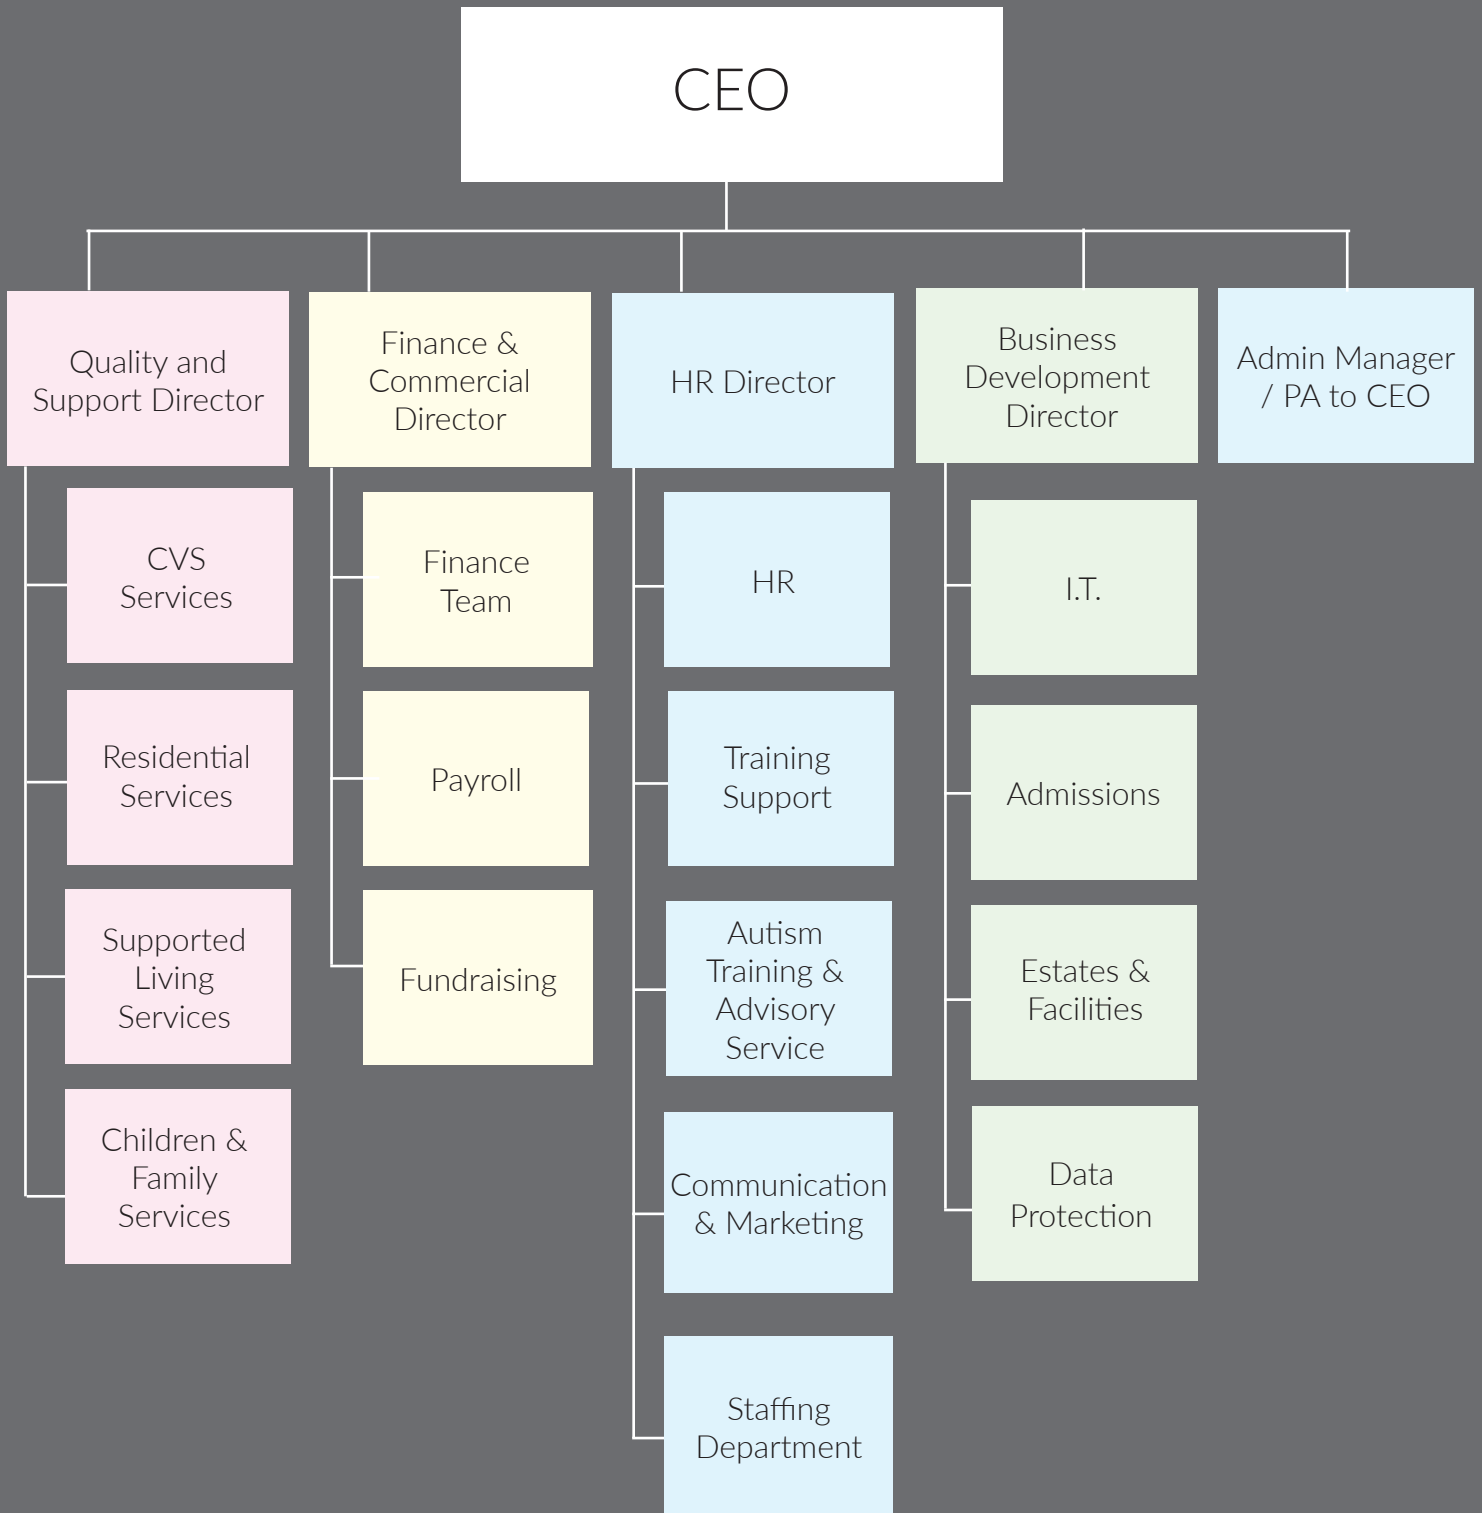 CEO
Quality and
Support Director
Finance &
Commercial
Director
HR Director
Business
Development
Director
Admin Manager
/ PA to CEO
CVS
Services
Residential
Services
Supported
Living
Services
Children &
Family
Services
Finance
Team
Payroll
Fundraising
HR
Training
Support
Autism
Training &
Advisory
Service
Communication
& Marketing
Staffing
Department
I.T.
Admissions
Estates &
Facilities
Data
Protection